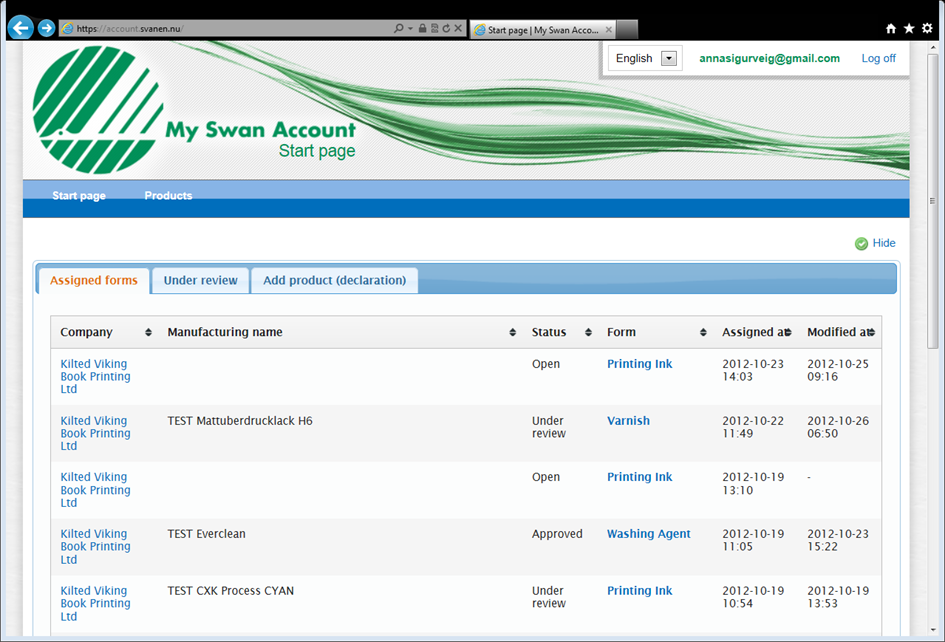 https://account.svanen.nu/
Start page | My Swan Acco...
English
annasigurveig@gmail.com
Log off
My Swan Account
Start page
Start page Products
Hide
Assigned forms Under review Add product (declaration)
Company Manufacturing name Status Form Assigned at Modified at
Kilted Viking Open Printing Ink 2012-10-23 2012-10-25
Book Printing 14:03 09:16
Ltd
Kilted Viking TEST Mattuberdrucklack H6 Under Varnish 2012-10-22 2012-10-26
Book Printing review 11:49 06:50
Ltd
Kilted Viking Open Printing Ink 2012-10-19 -
Book Printing 13:10
Ltd
Kilted Viking TEST Everclean Approved Washing Agent 2012-10-19 2012-10-23
Book Printing 11:05 15:22
Ltd
Kilted Viking TEST CXK Process CYAN Under Printing Ink 2012-10-19 2012-10-19
Book Printing review 10:54 13:53
Ltd